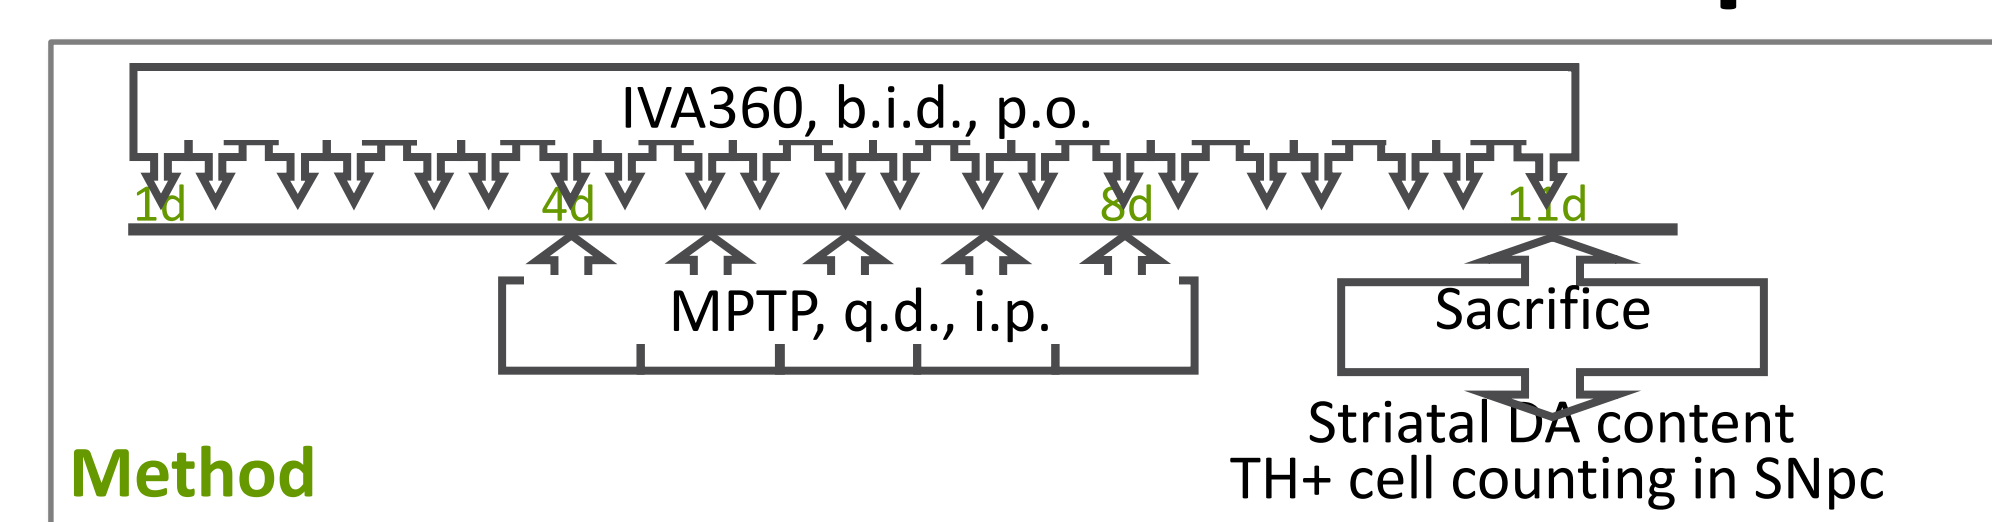 IVA360, b.i.d., p.o.
1d 4d 8d 11d
MPTP, q.d., i.p.
Sacrifice
Striatal DA content
TH+ cell counting in SNpc
Method